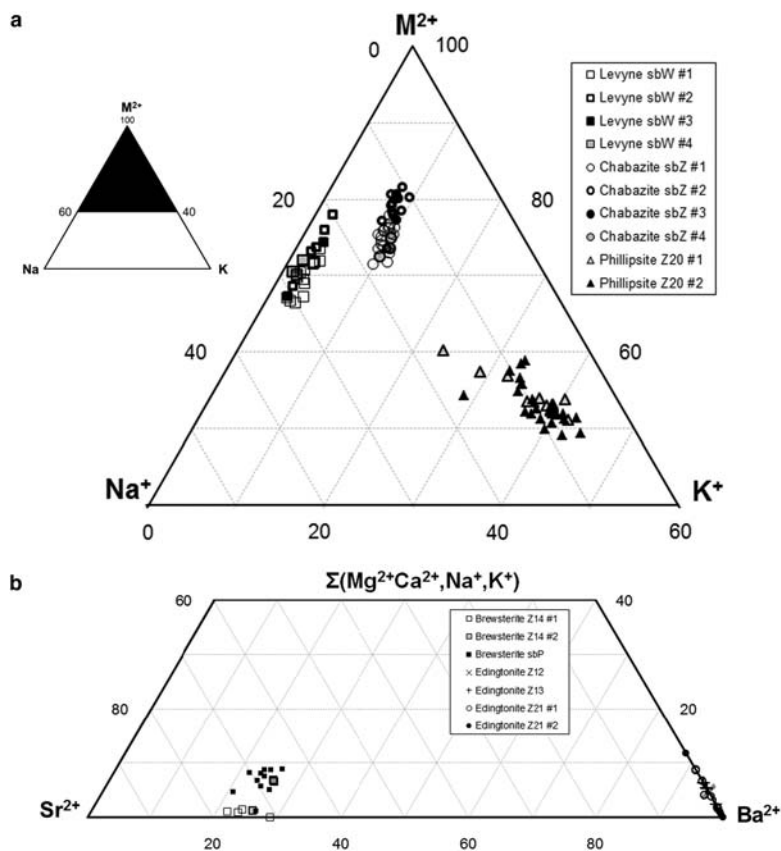 a
M2+
0 100
M2+
100
60 40
Na K
Levyne sbW #1
Levyne sbW #2
Levyne sbW #3
Levyne sbW #4
Chabazite sbZ #1
Chabazite sbZ #2
Chabazite sbZ #3
Chabazite sbZ #4
Phillipsite Z20 #1
Phillipsite Z20 #2
20 80
40 60
Na+ K+
0 20 40 60
b
Σ(Mg2+Ca2+,Na+,K+)
60 40
Brewsterite Z14 #1
Brewsterite Z14 #2
Brewsterite sbP
Edingtonite Z12
Edingtonite Z13
Edingtonite Z21 #1
Edingtonite Z21 #2
80 20
Sr2+ Ba2+
20 40 60 80